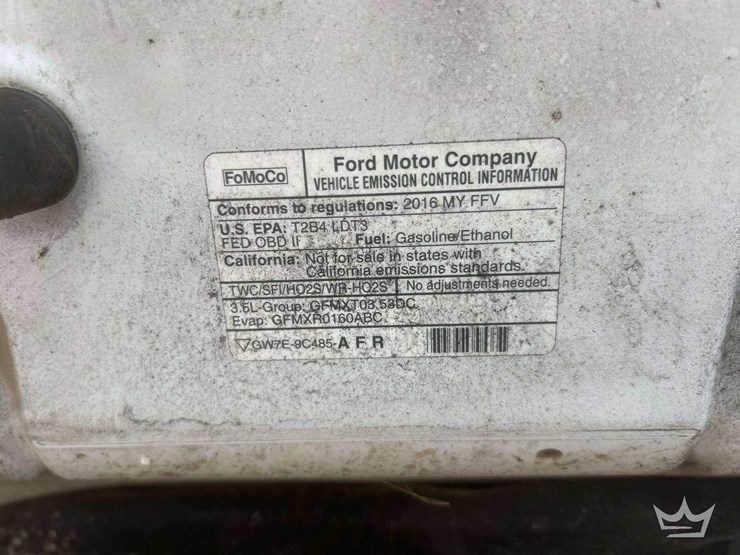 FoMoCo
Ford Motor Company
VEHICLE EMISSION CONTROL INFORMATION
Conforms to regulations: 2016 MY FFV
U.S. EPA: T2B4 LDT3
FED OBD II Fuel: Gasoline/Ethanol
California: Not for sale in states with
California emissions standards.
TWC/SFI/HO2S/WR-HO2S No adjustments needed.
3.5L-Group: GFMXT03.53DC
Evap: GFMXR0160ABC
GW7E-9C485-AFR